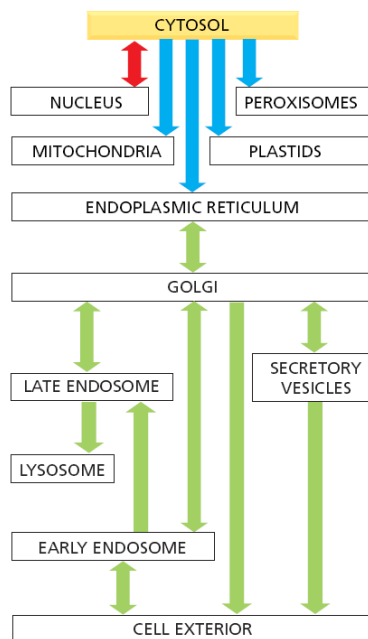 CYTOSOL
NUCLEUS
PEROXISOMES
MITOCHONDRIA
PLASTIDS
ENDOPLASMIC RETICULUM
GOLGI
LATE ENDOSOME
SECRETORY
VESICLES
LYSOSOME
EARLY ENDOSOME
CELL EXTERIOR